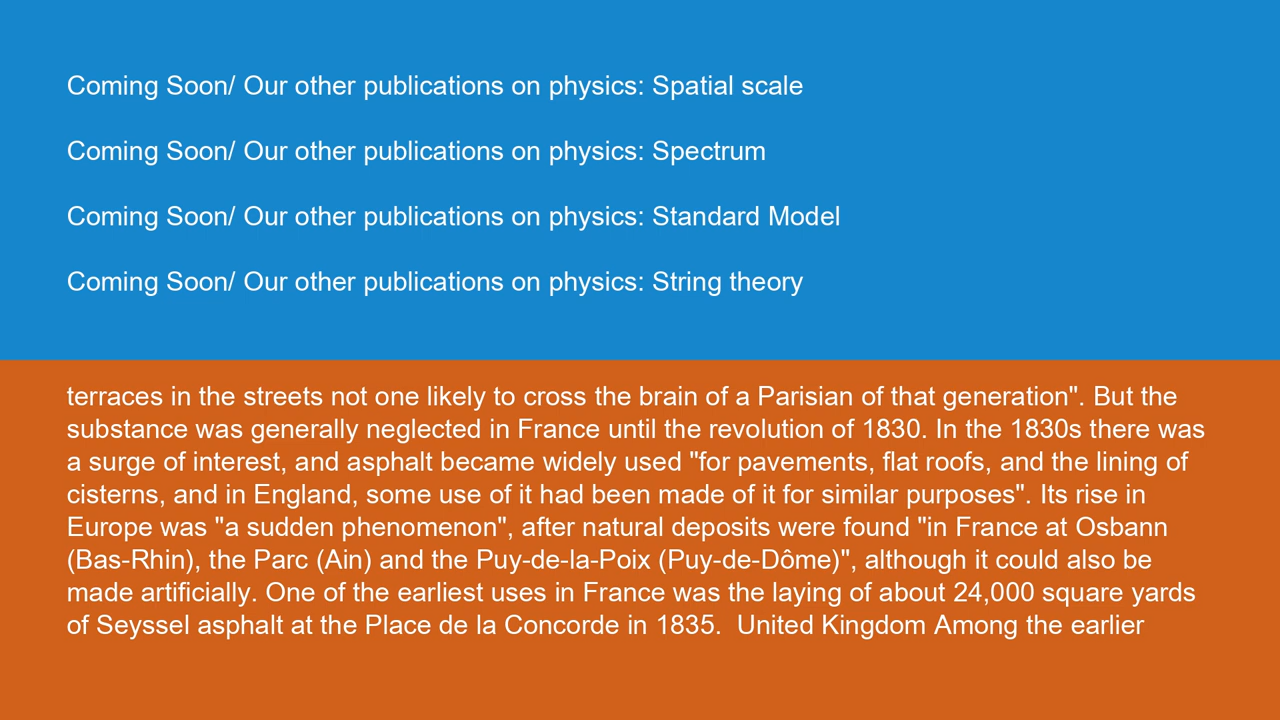 Coming Soon/ Our other publications on physics: Spatial scale
Coming Soon/ Our other publications on physics: Spectrum
Coming Soon/ Our other publications on physics: Standard Model
Coming Soon/ Our other publications on physics: String theory
terraces in the streets not one likely to cross the brain of a Parisian of that generation". But the
substance was generally neglected in France until the revolution of 1830. In the 1830s there was
a surge of interest, and asphalt became widely used "for pavements, flat roofs, and the lining of
cisterns, and in England, some use of it had been made of it for similar purposes". Its rise in
Europe was "a sudden phenomenon", after natural deposits were found "in France at Osbann
(Bas-Rhin), the Parc (Ain) and the Puy-de-la-Poix (Puy-de-Dôme)", although it could also be
made artificially. One of the earliest uses in France was the laying of about 24,000 square yards
of Seyssel asphalt at the Place de la Concorde in 1835.  United Kingdom Among the earlier